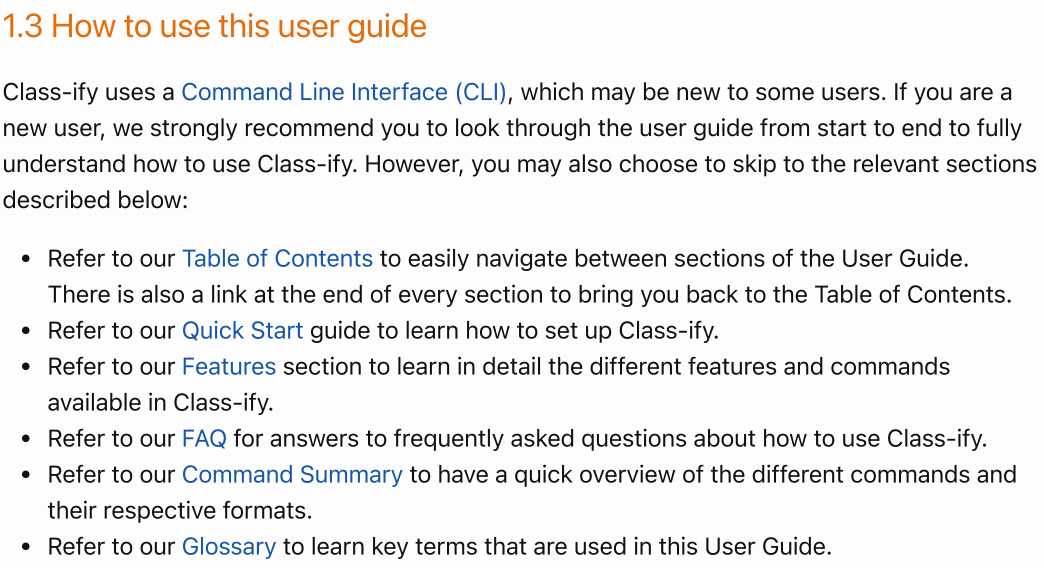 1.3 How to use this user guide
Class-ify uses a Command Line Interface (CLI), which may be new to some users. If you are a
new user, we strongly recommend you to look through the user guide from start to end to fully
understand how to use Class-ify. However, you may also choose to skip to the relevant sections
described below:
• Refer to our Table of Contents to easily navigate between sections of the User Guide.
There is also a link at the end of every section to bring you back to the Table of Contents.
• Refer to our Quick Start guide to learn how to set up Class-ify.
• Refer to our Features section to learn in detail the different features and commands
available in Class-ify.
• Refer to our FAQ for answers to frequently asked questions about how to use Class-ify.
• Refer to our Command Summary to have a quick overview of the different commands and
their respective formats.
• Refer to our Glossary to learn key terms that are used in this User Guide.